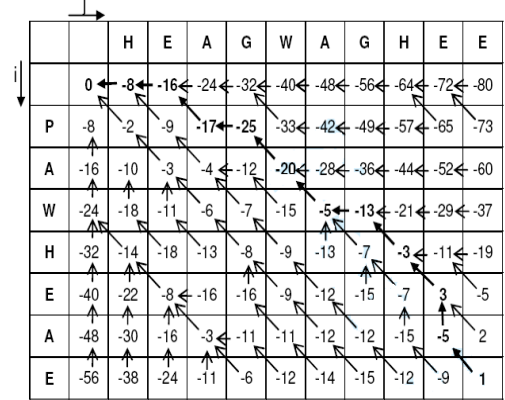 H E A G W A G H E E
i
0 -8 -16 -24 -32 -40 -48 -56 -64 -72 -80
P -8 -2 -9 -17 -25 -33 -42 -49 -57 -65 -73
A -16 -10 -3 -4 -12 -20 -28 -36 -44 -52 -60
W -24 -18 -11 -6 -7 -15 -5 -13 -21 -29 -37
H -32 -14 -18 -13 -8 -9 -13 -7 -3 -11 -19
E -40 -22 -8 -16 -16 -9 -12 -15 -7 3 -5
A -48 -30 -16 -3 -11 -11 -12 -12 -15 -5 2
E -56 -38 -24 -11 -6 -12 -14 -15 -12 -9 1